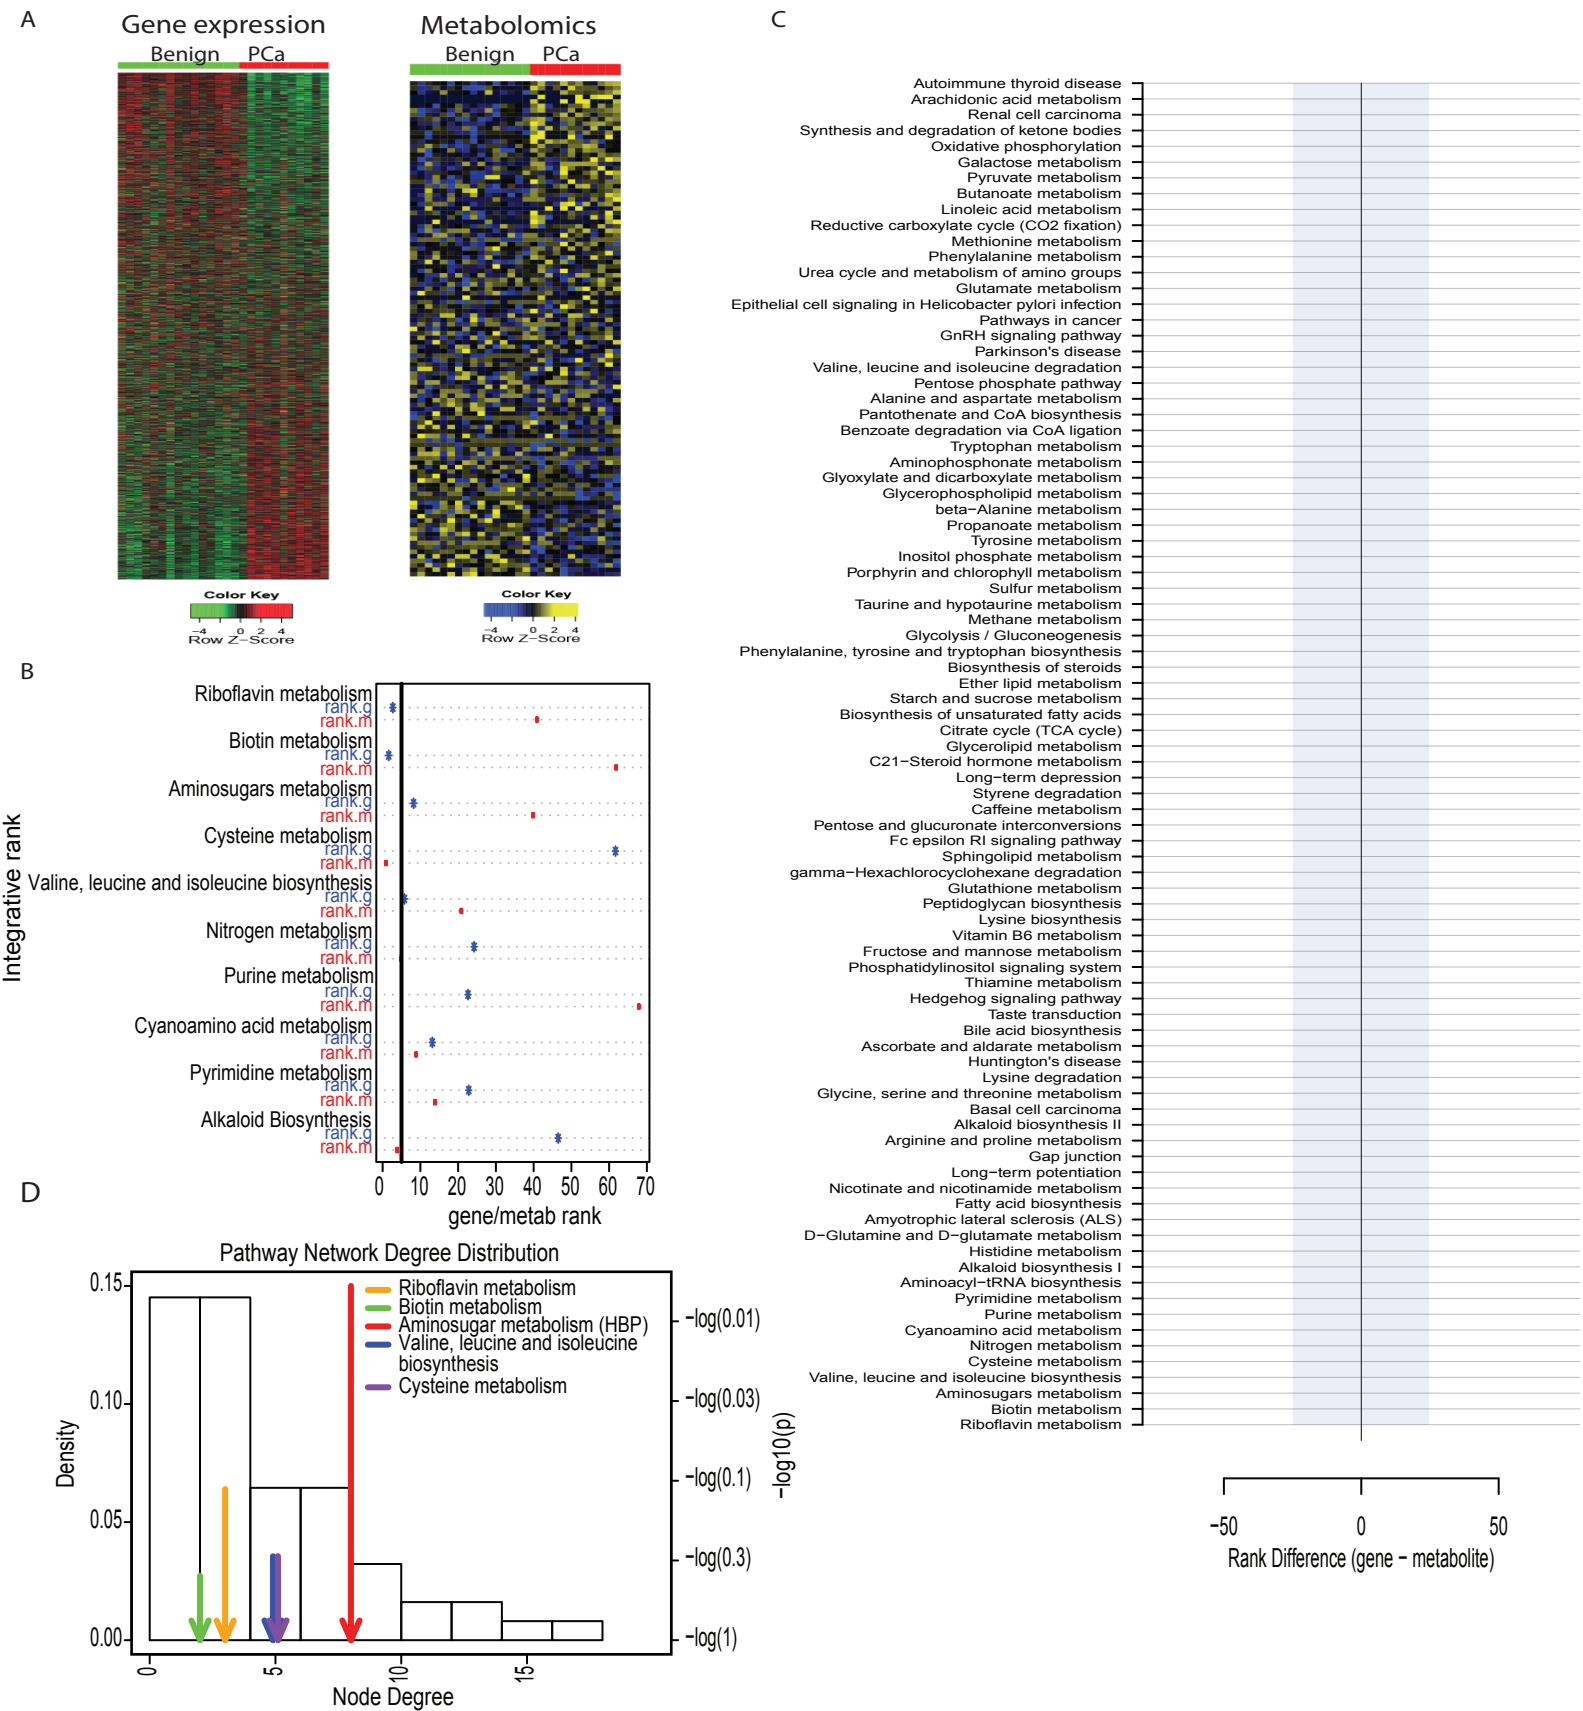 A
Gene expression
Benign PCa
Color Key
−4 0 2 4
Row Z−Score
Metabolomics
Benign PCa
Color Key
−4 0 2 4
Row Z−Score
B
Integrative rank
Riboflavin metabolism
rank.g
rank.m
Biotin metabolism
rank.g
rank.m
Aminosugars metabolism
rank.g
rank.m
Cysteine metabolism
rank.g
rank.m
Valine, leucine and isoleucine biosynthesis
rank.g
rank.m
Nitrogen metabolism
rank.g
rank.m
Purine metabolism
rank.g
rank.m
Cyanoamino acid metabolism
rank.g
rank.m
Pyrimidine metabolism
rank.g
rank.m
Alkaloid Biosynthesis
rank.g
rank.m
0 10 20 30 40 50 60 70
gene/metab rank
C
Autoimmune thyroid disease
Arachidonic acid metabolism
Renal cell carcinoma
Synthesis and degradation of ketone bodies
Oxidative phosphorylation
Galactose metabolism
Pyruvate metabolism
Butanoate metabolism
Linoleic acid metabolism
Reductive carboxylate cycle (CO2 fixation)
Methionine metabolism
Phenylalanine metabolism
Urea cycle and metabolism of amino groups
Glutamate metabolism
Epithelial cell signaling in Helicobacter pylori infection
Pathways in cancer
GnRH signaling pathway
Parkinson's disease
Valine, leucine and isoleucine degradation
Pentose phosphate pathway
Alanine and aspartate metabolism
Pantothenate and CoA biosynthesis
Benzoate degradation via CoA ligation
Tryptophan metabolism
Aminophosphonate metabolism
Glyoxylate and dicarboxylate metabolism
Glycerophospholipid metabolism
beta−Alanine metabolism
Propanoate metabolism
Tyrosine metabolism
Inositol phosphate metabolism
Porphyrin and chlorophyll metabolism
Sulfur metabolism
Taurine and hypotaurine metabolism
Methane metabolism
Glycolysis / Gluconeogenesis
Phenylalanine, tyrosine and tryptophan biosynthesis
Biosynthesis of steroids
Ether lipid metabolism
Starch and sucrose metabolism
Biosynthesis of unsaturated fatty acids
Citrate cycle (TCA cycle)
Glycerolipid metabolism
C21−Steroid hormone metabolism
Long−term depression
Styrene degradation
Caffeine metabolism
Pentose and glucuronate interconversions
Fc epsilon RI signaling pathway
Sphingolipid metabolism
gamma−Hexachlorocyclohexane degradation
Glutathione metabolism
Peptidoglycan biosynthesis
Lysine biosynthesis
Vitamin B6 metabolism
Fructose and mannose metabolism
Phosphatidylinositol signaling system
Thiamine metabolism
Hedgehog signaling pathway
Taste transduction
Bile acid biosynthesis
Ascorbate and aldarate metabolism
Huntington's disease
Lysine degradation
Glycine, serine and threonine metabolism
Basal cell carcinoma
Alkaloid biosynthesis II
Arginine and proline metabolism
Gap junction
Long−term potentiation
Nicotinate and nicotinamide metabolism
Fatty acid biosynthesis
Amyotrophic lateral sclerosis (ALS)
D−Glutamine and D−glutamate metabolism
Histidine metabolism
Alkaloid biosynthesis I
Aminoacyl−tRNA biosynthesis
Pyrimidine metabolism
Purine metabolism
Cyanoamino acid metabolism
Nitrogen metabolism
Cysteine metabolism
Valine, leucine and isoleucine biosynthesis
Aminosugars metabolism
Biotin metabolism
Riboflavin metabolism
−50 0 50
Rank Difference (gene − metabolite)
D
Pathway Network Degree Distribution
Riboflavin metabolism
Biotin metabolism
Aminosugar metabolism (HBP)
Valine, leucine and isoleucine
biosynthesis
Cysteine metabolism
Density
0.15
0.10
0.05
0.00
−log(0.01)
−log(0.03)
−log(0.1)
−log(0.3)
−log(1)
−log10(p)
0 5 10 15
Node Degree